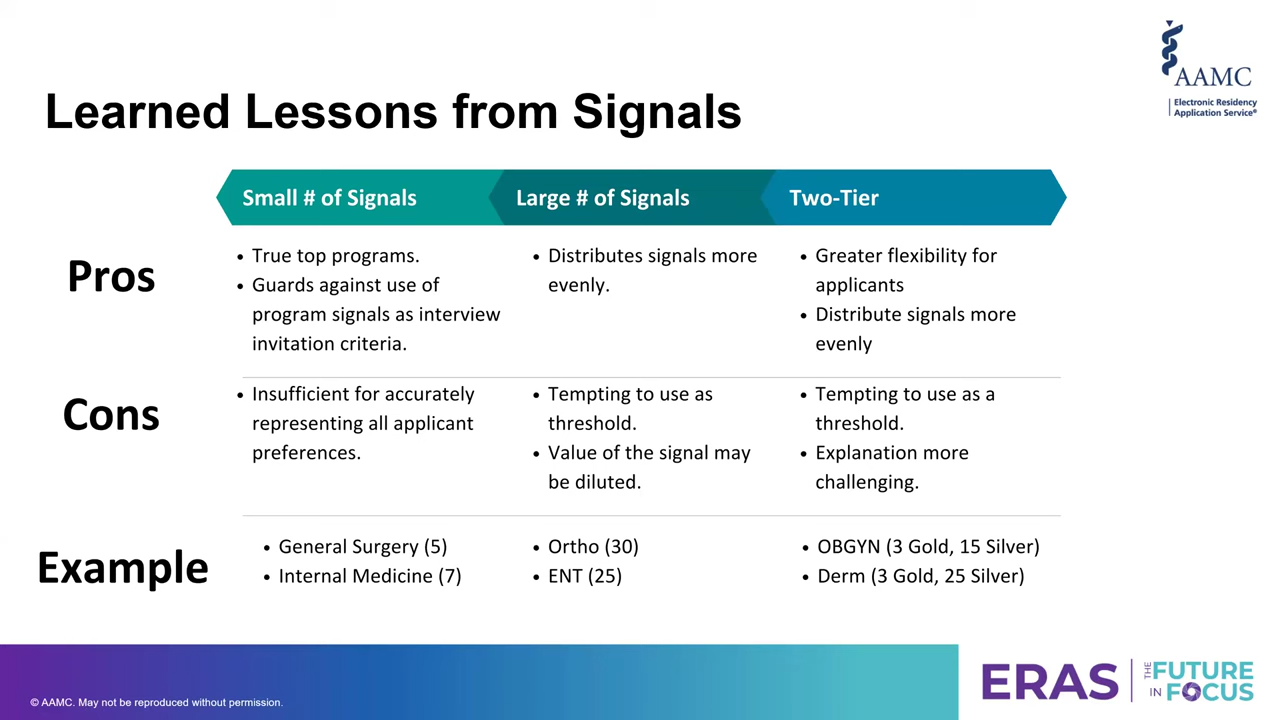 AAMC
Electronic Residency
Application Service®
Learned Lessons from Signals
Small # of Signals
Large # of Signals
Two-Tier
Pros
• True top programs.
• Guards against use of
program signals as interview
invitation criteria.
• Distributes signals more
evenly.
• Greater flexibility for
applicants
• Distribute signals more
evenly
Cons
• Insufficient for accurately
representing all applicant
preferences.
• Tempting to use as
threshold.
• Value of the signal may
be diluted.
• Tempting to use as a
threshold.
• Explanation more
challenging.
Example
• General Surgery (5)
• Internal Medicine (7)
• Ortho (30)
• ENT (25)
• OBGYN (3 Gold, 15 Silver)
• Derm (3 Gold, 25 Silver)
© AAMC. May not be reproduced without permission.
ERAS
THE FUTURE
IN FOCUS